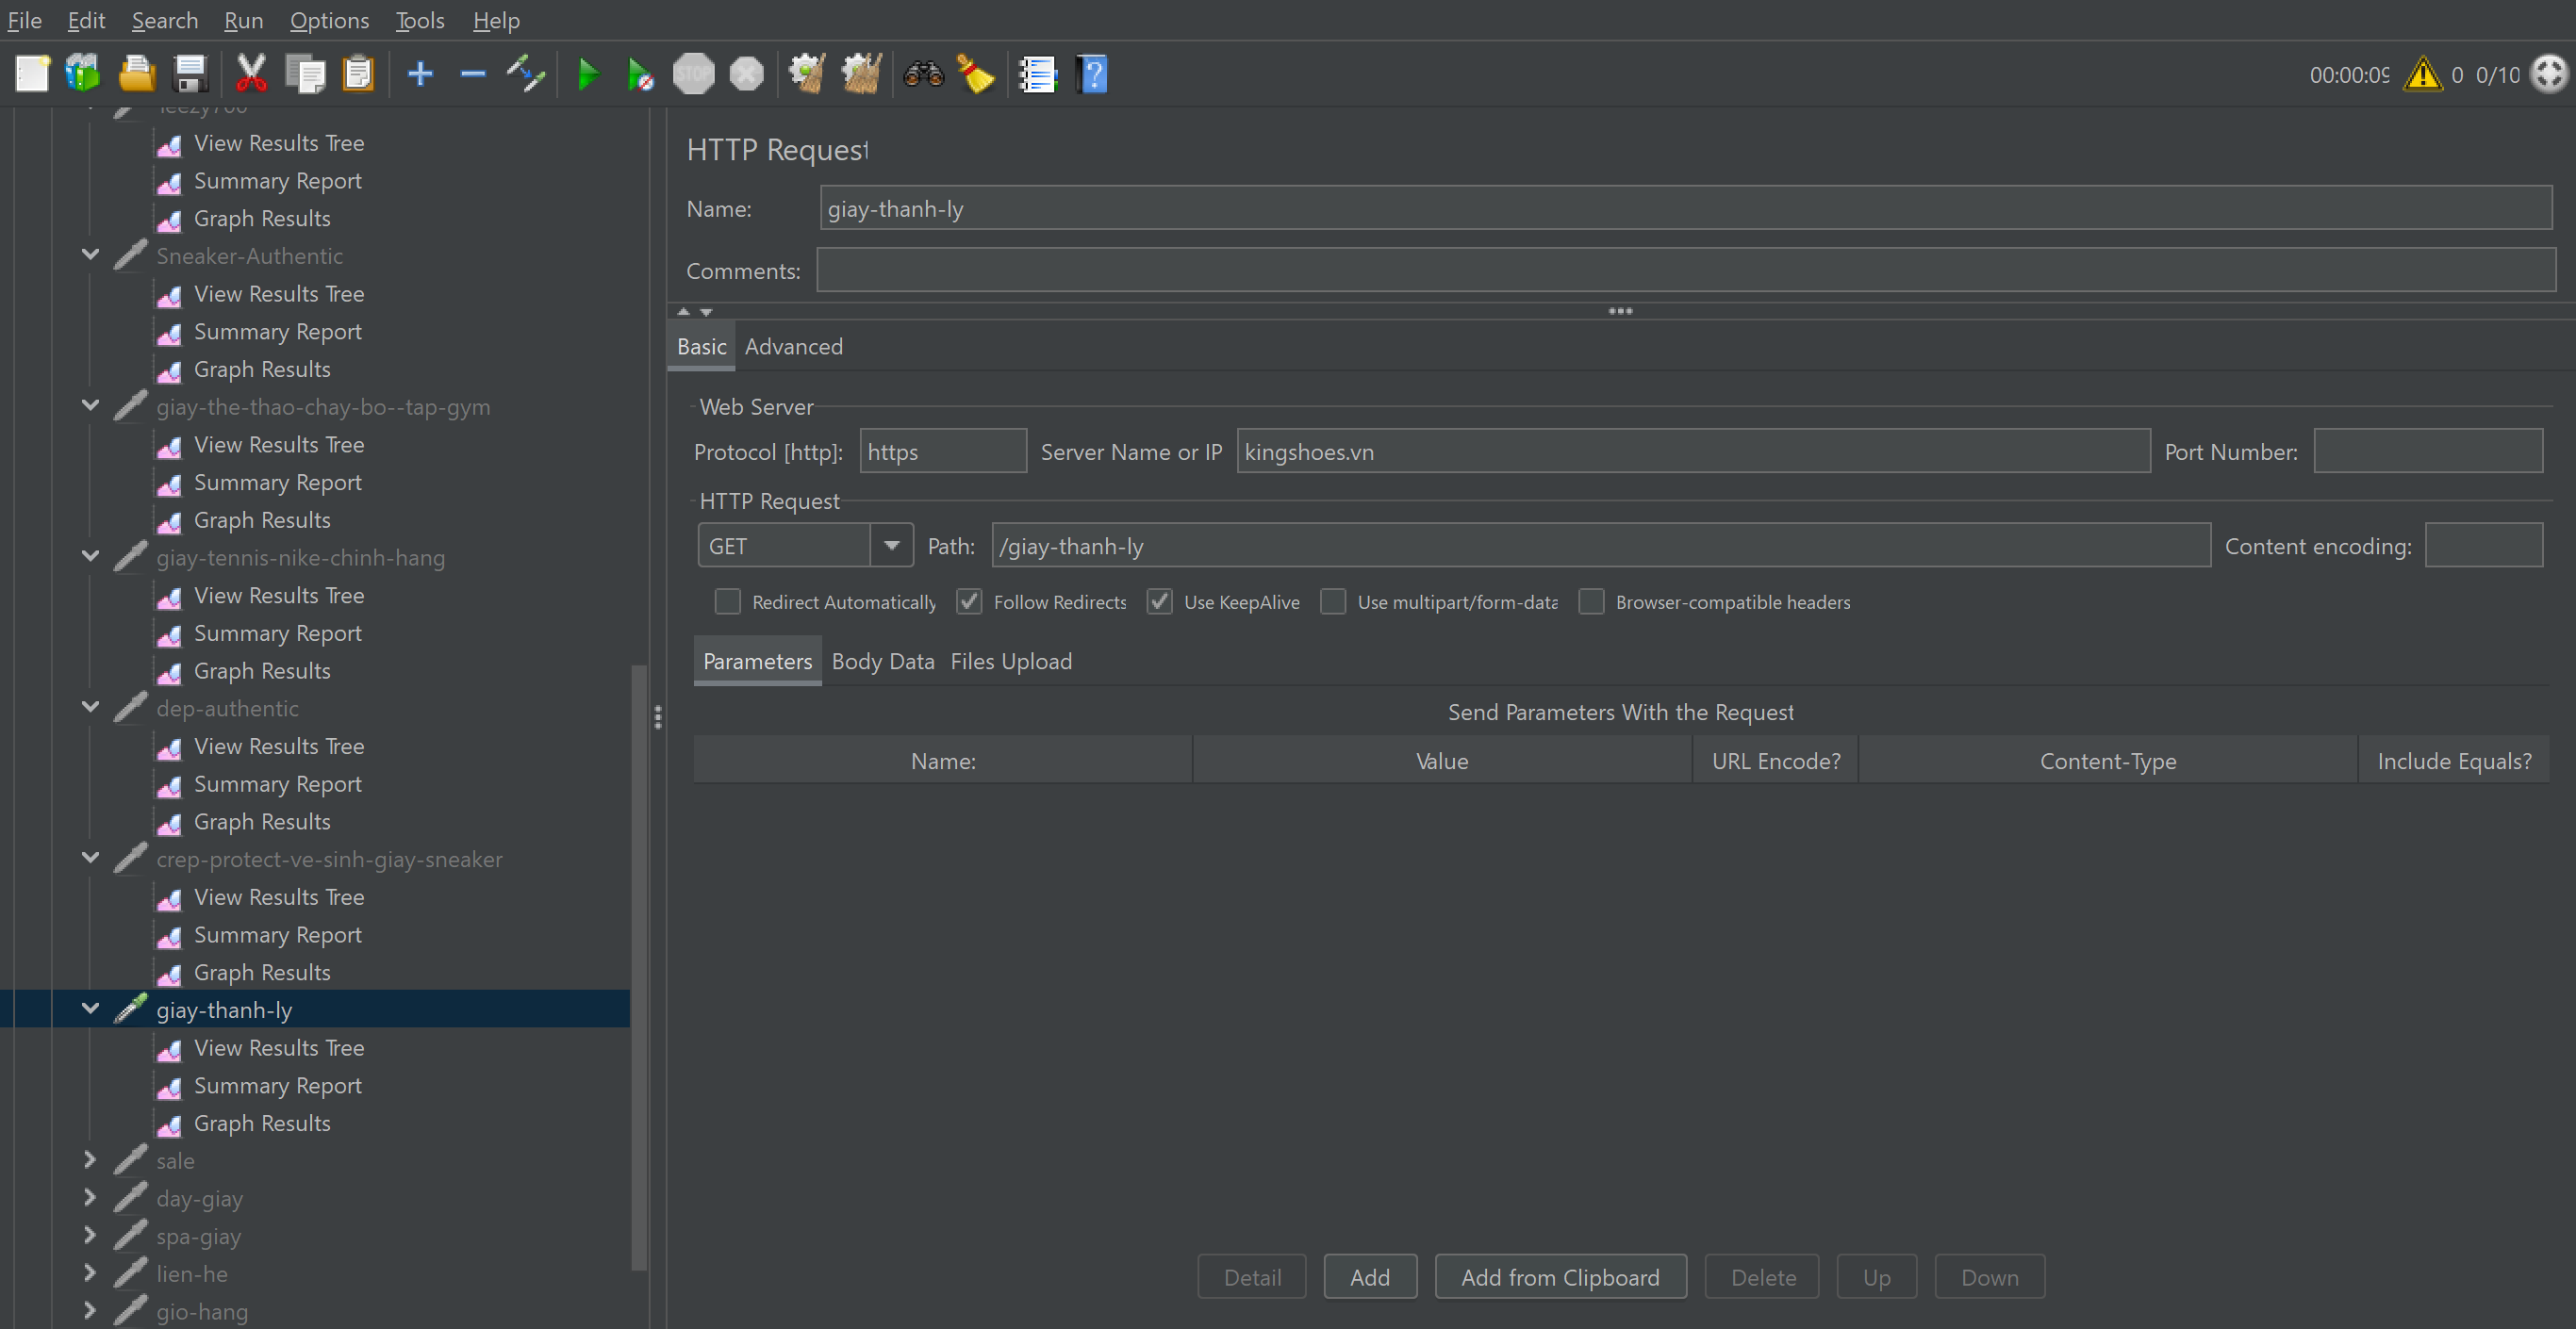 File Edit Search Run Options Tools Help
STOP
00:00:09 0 0/10
View Results Tree
Summary Report
Graph Results
Sneaker-Authentic
View Results Tree
Summary Report
Graph Results
giay-the-thao-chay-bo--tap-gym
View Results Tree
Summary Report
Graph Results
giay-tennis-nike-chinh-hang
View Results Tree
Summary Report
Graph Results
dep-authentic
View Results Tree
Summary Report
Graph Results
crep-protect-ve-sinh-giay-sneaker
View Results Tree
Summary Report
Graph Results
giay-thanh-ly
View Results Tree
Summary Report
Graph Results
sale
day-giay
spa-giay
lien-he
gio-hang
HTTP Request
Name: giay-thanh-ly
Comments:
Basic Advanced
Web Server
Protocol [http]: https Server Name or IP kingshoes.vn Port Number:
HTTP Request
GET Path: /giay-thanh-ly Content encoding:
Redirect Automatically Follow Redirects Use KeepAlive Use multipart/form-data Browser-compatible headers
Parameters Body Data Files Upload
Send Parameters With the Request
Name: Value URL Encode? Content-Type Include Equals?
Detail Add Add from Clipboard Delete Up Down